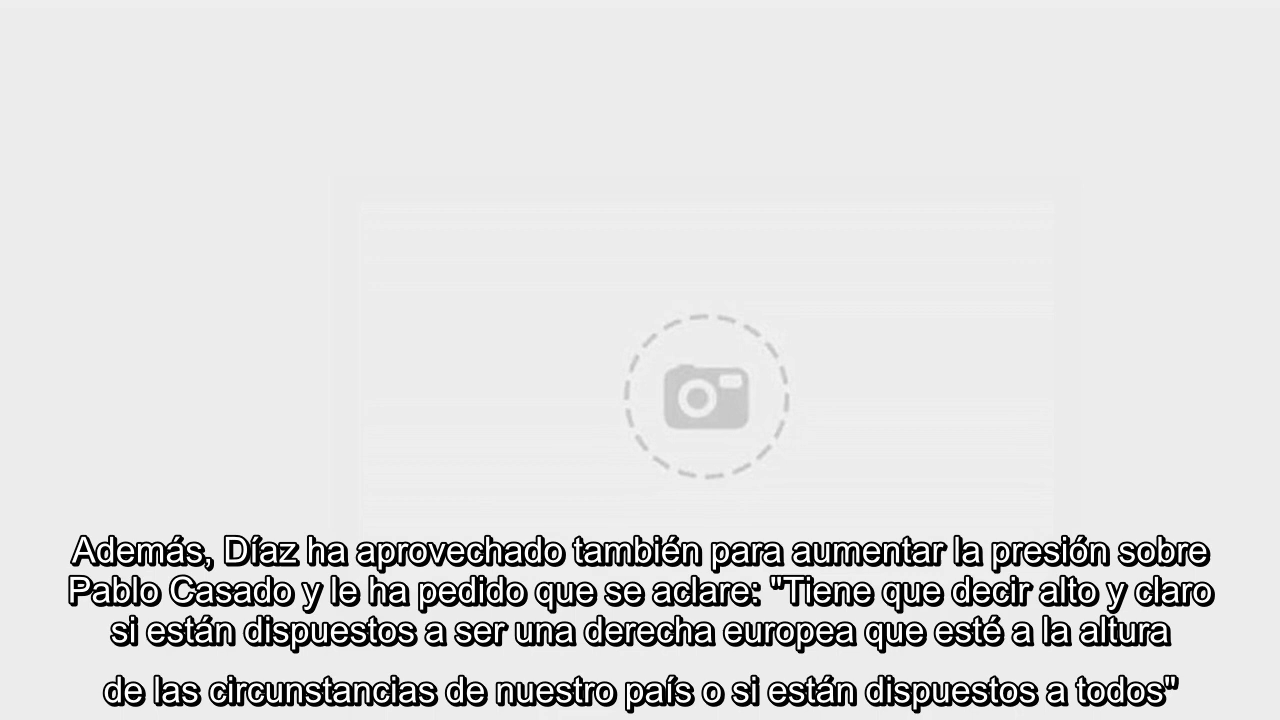 Además, Díaz ha aprovechado también para aumentar la presión sobre
Pablo Casado y le ha pedido que se aclare: "Tiene que decir alto y claro
si están dispuestos a ser una derecha europea que esté a la altura
de las circunstancias de nuestro país o si están dispuestos a todos"